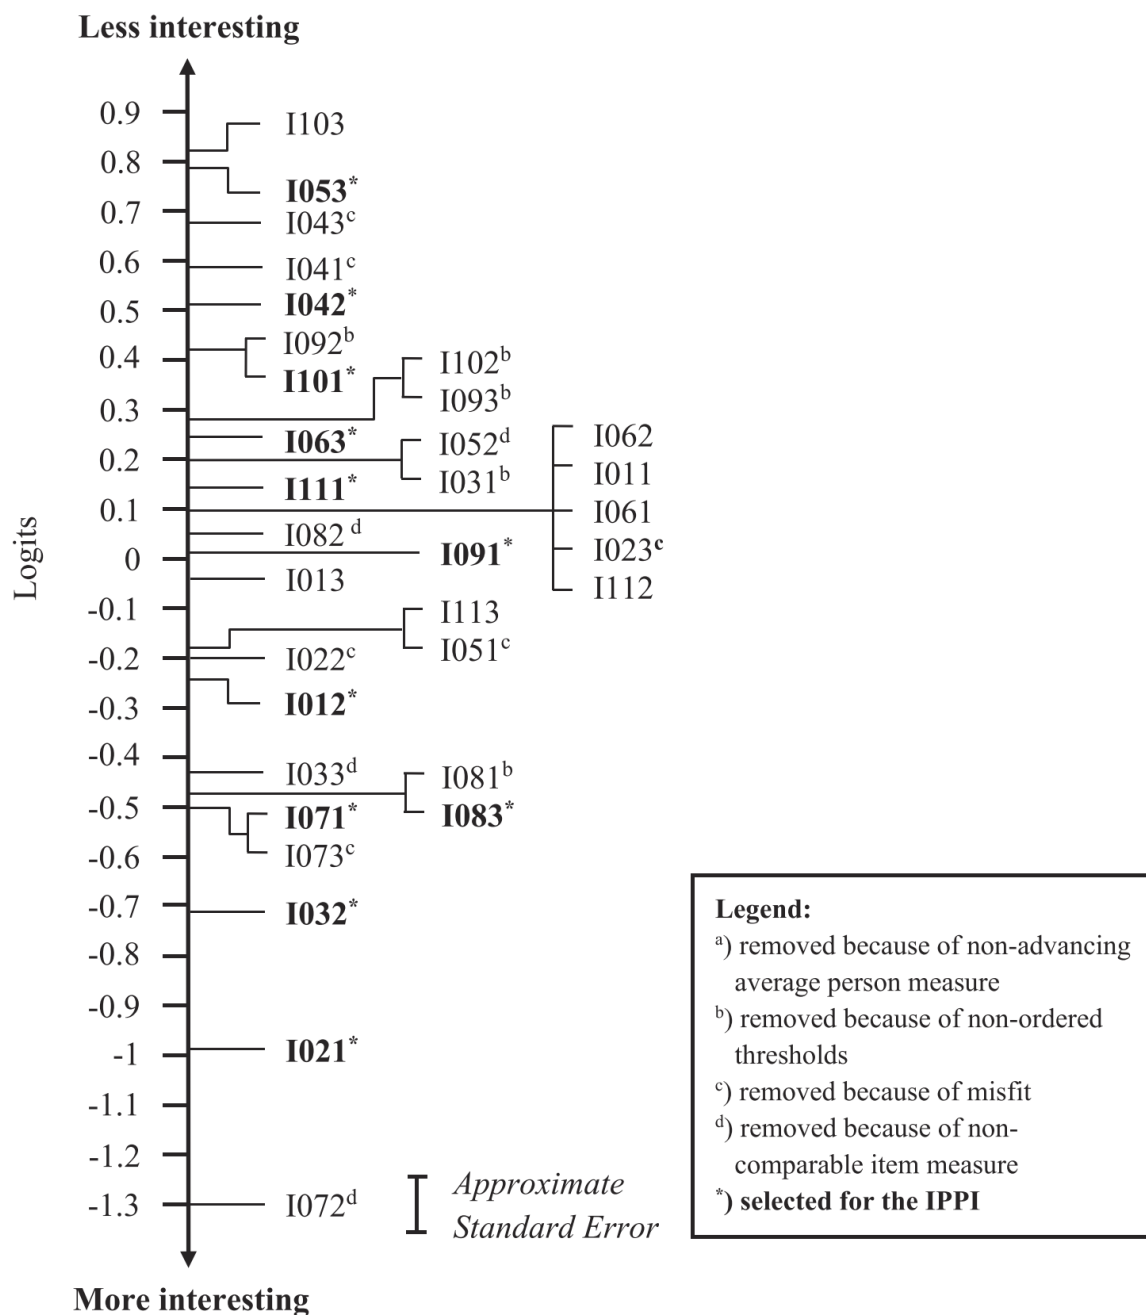 Less interesting
0.9
I103
0.8
I053*
0.7
I043ᶜ
0.6
I041ᶜ
0.5
I042*
I092ᵇ
0.4
I102ᵇ
I101*
I093ᵇ
0.3
I062
I063*
I052ᵈ
0.2
I011
I031ᵇ
I111*
0.1
I061
I082 ᵈ
I023ᶜ
0
I091*
I013
I112
Logits
-0.1
I113
I051ᶜ
-0.2
I022ᶜ
-0.3
I012*
-0.4
I033ᵈ
I081ᵇ
-0.5
I071*
I083*
-0.6
I073ᶜ
-0.7
I032*
-0.8
-0.9
-1
I021*
-1.1
-1.2
-1.3
I072ᵈ
Approximate
Standard Error
More interesting
Legend:
ᵃ) removed because of non-advancing
average person measure
ᵇ) removed because of non-ordered
thresholds
ᶜ) removed because of misfit
ᵈ) removed because of non-
comparable item measure
*) selected for the IPPI